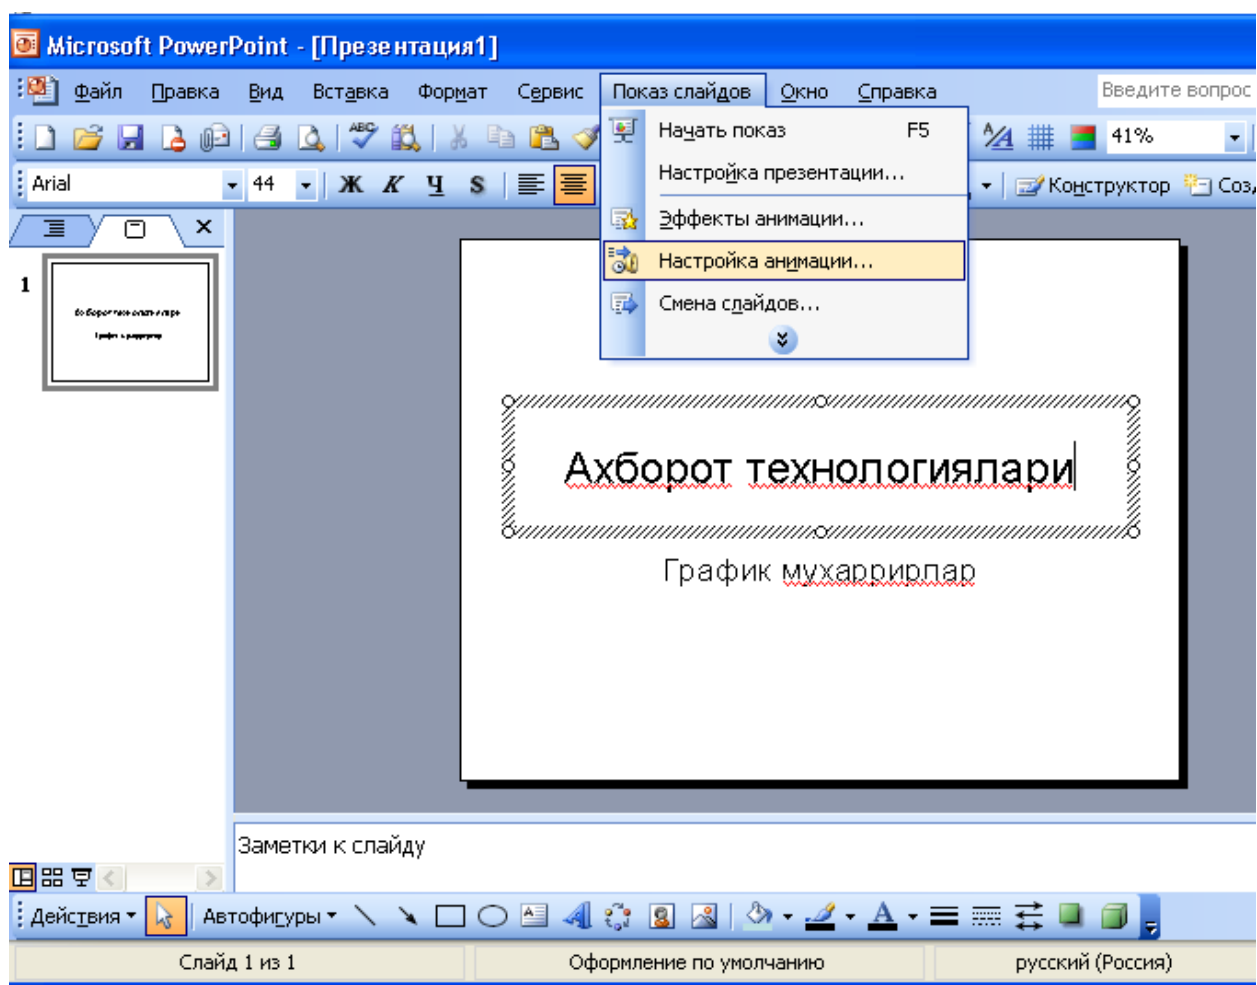 Microsoft PowerPoint - [Презентация1]
Файл Правка Вид Вставка Формат Сервис Показ слайдов Окно Справка Введите вопрос
41%
Arial 44 Ж К Ч S Конструктор
Начать показ F5
Настройка презентации...
Эффекты анимации...
Настройка анимации...
Смена слайдов...
1
Ахборот технологиялари
График мухаррирлар
Заметки к слайду
Действия Автофигуры
Слайд 1 из 1 Оформление по умолчанию русский (Россия)